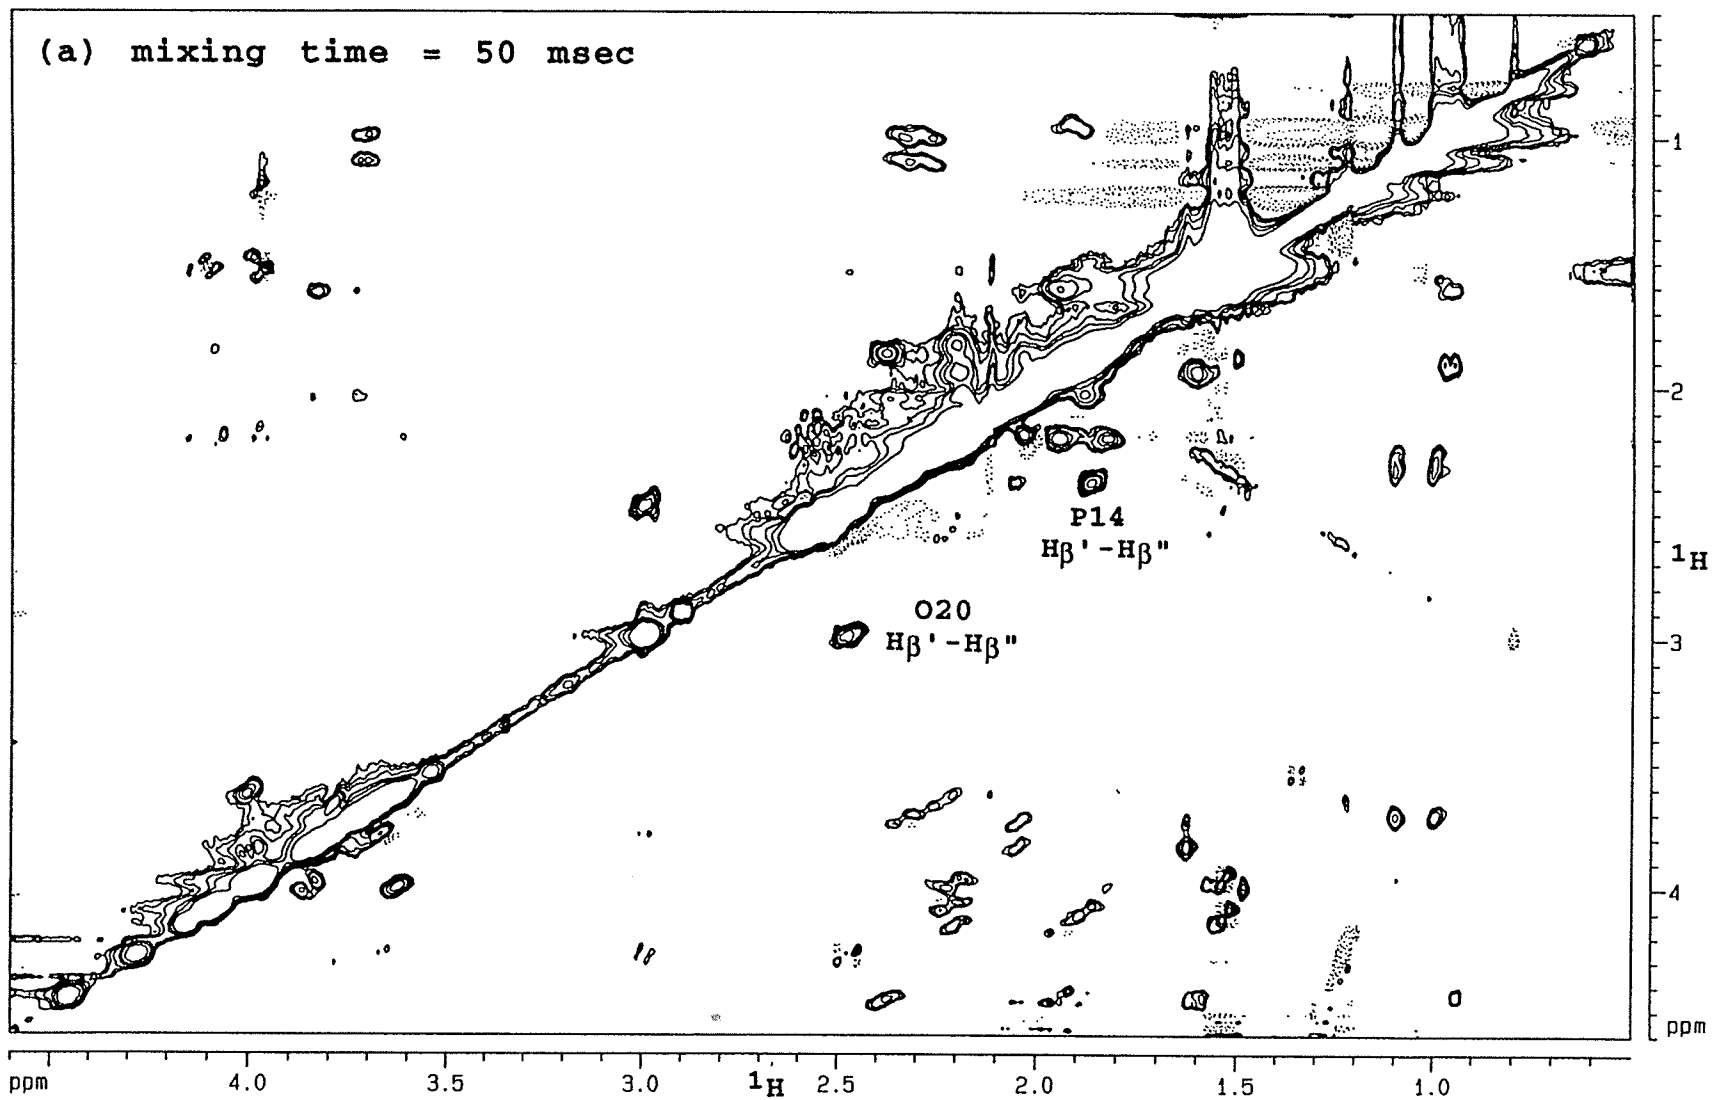 (a) mixing time = 50 msec
1
2
P14
Hβ'-Hβ"
1H
O20
Hβ'-Hβ"
3
4
ppm
ppm 4.0 3.5 3.0 1H 2.5 2.0 1.5 1.0